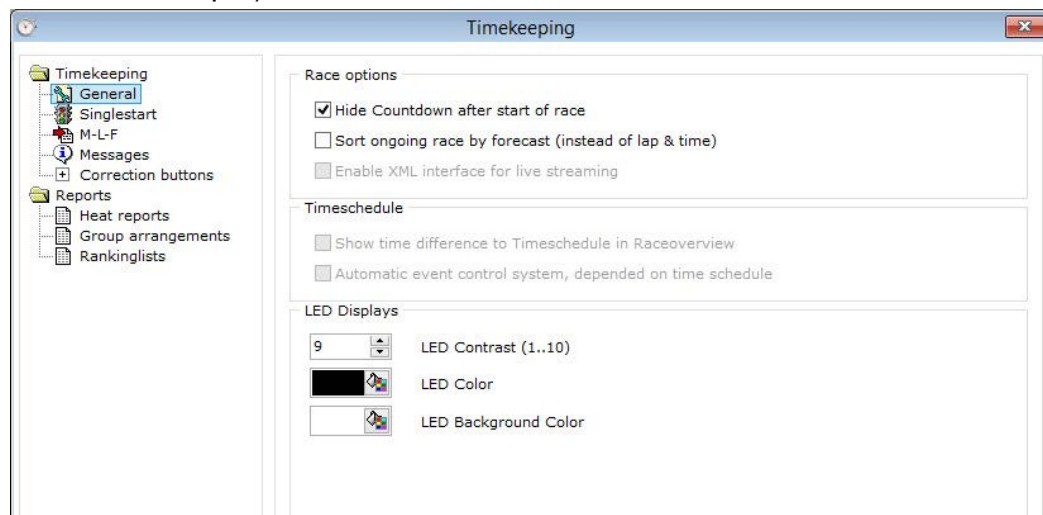 Timekeeping
Timekeeping
General
Singlestart
M-L-F
Messages
Correction buttons
Reports
Heat reports
Group arrangements
Rankinglists
Race options
Hide Countdown after start of race
Sort ongoing race by forecast (instead of lap & time)
Enable XML interface for live streaming
Timeschedule
Show time difference to Timeschedule in Raceoverview
Automatic event control system, depended on time schedule
LED Displays
9 LED Contrast (1..10)
LED Color
LED Background Color